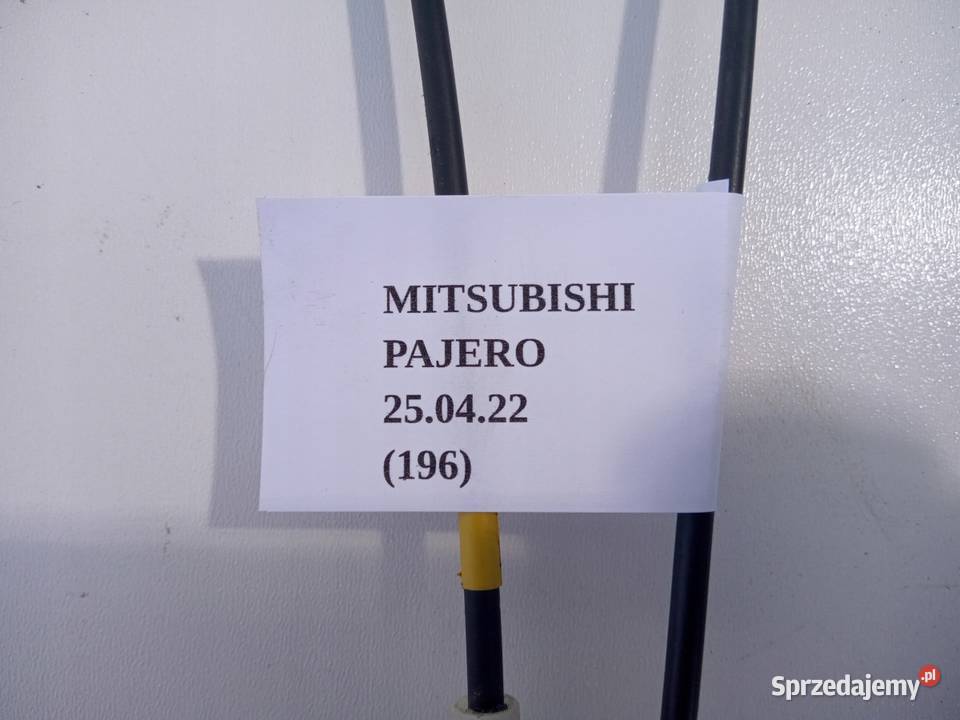 MITSUBISHI
PAJERO
25.04.22
(196)
Sprzedajemy.pl